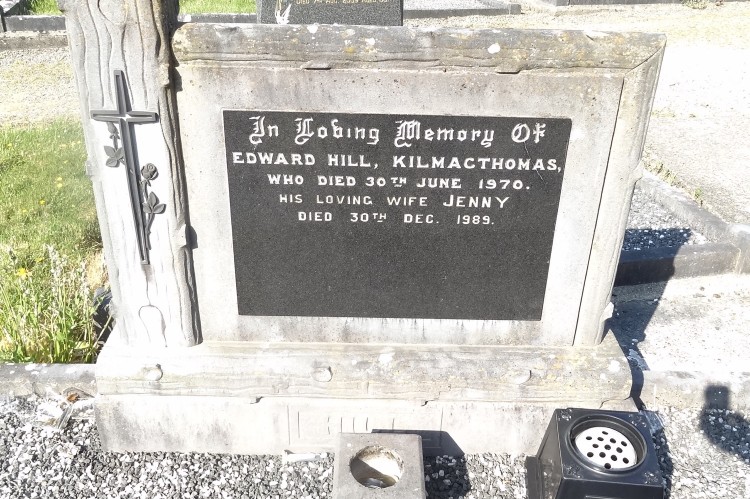 In Loving Memory Of
EDWARD HILL, KILMACTHOMAS,
WHO DIED 30TH JUNE 1970.
HIS LOVING WIFE JENNY
DIED 30TH DEC. 1989.